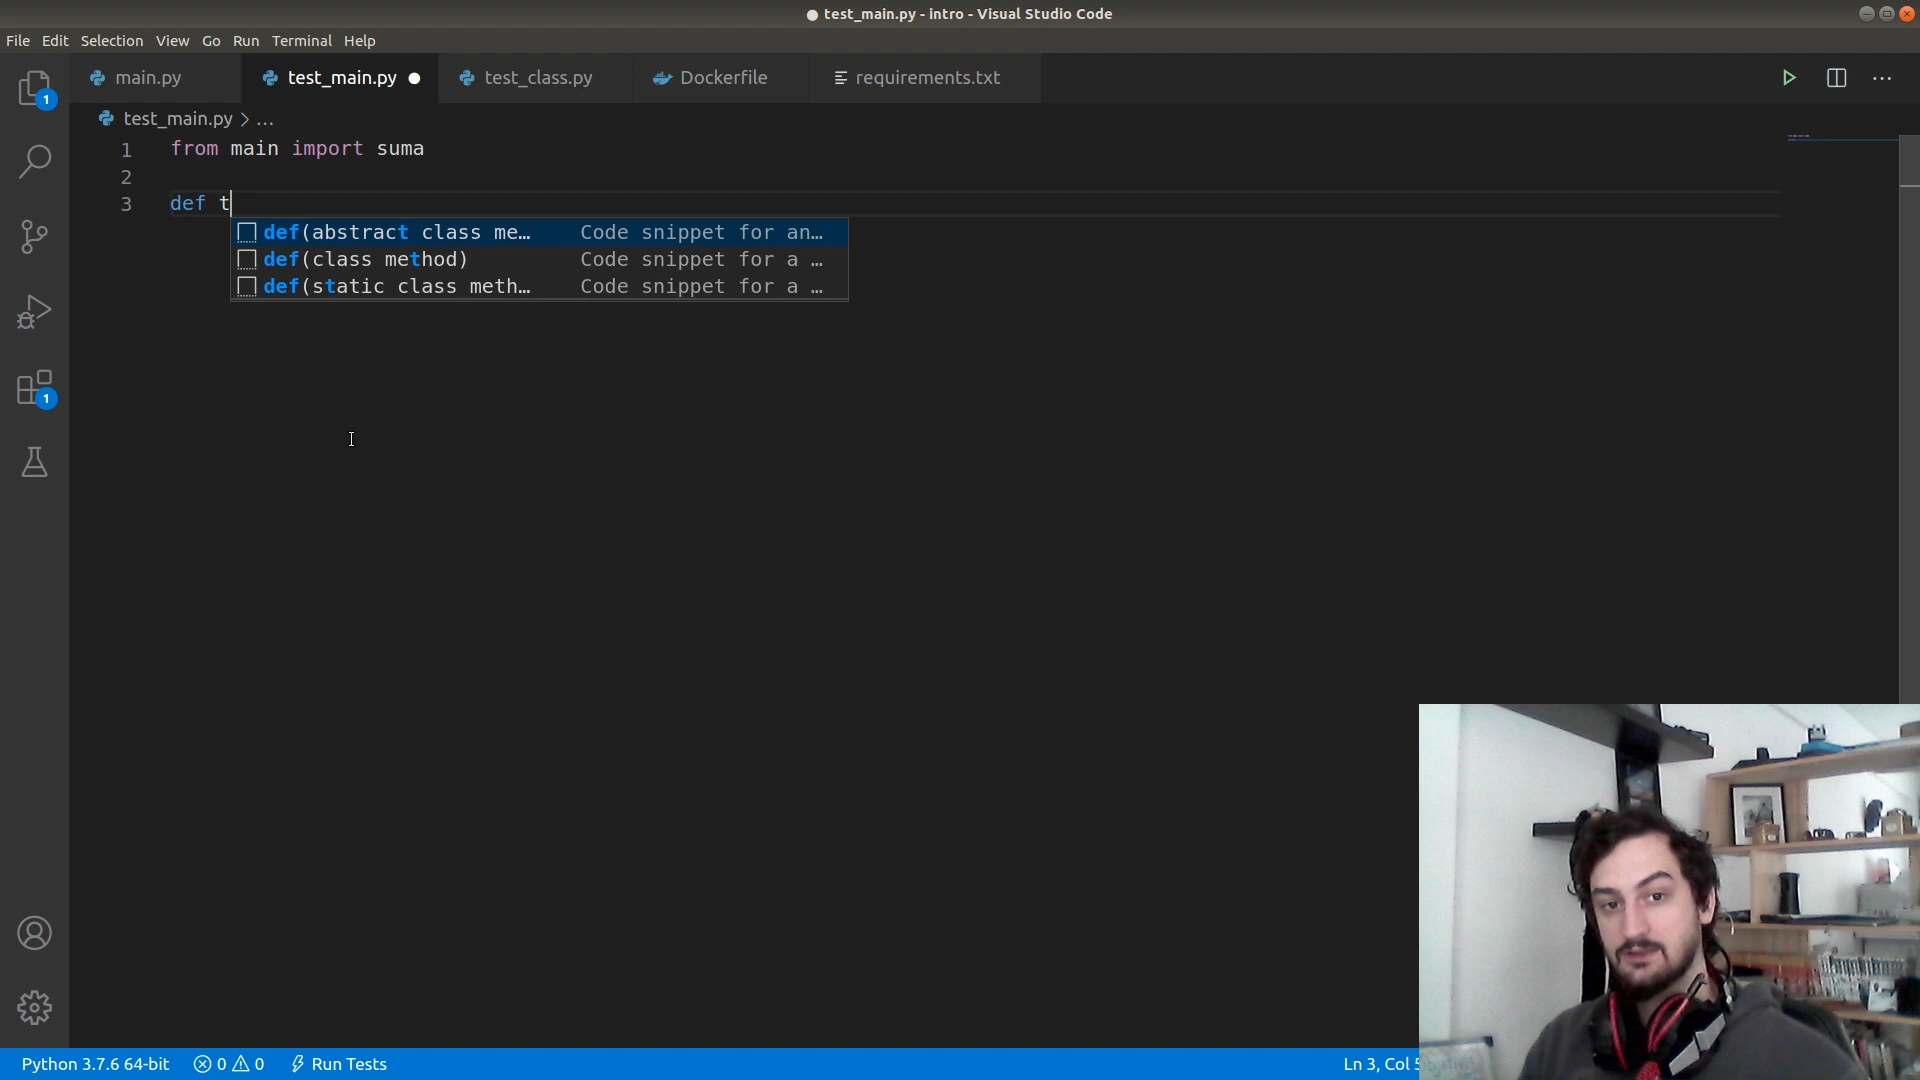 ● test_main.py - intro - Visual Studio Code
File Edit Selection View Go Run Terminal Help
main.py
test_main.py ●
test_class.py
Dockerfile
requirements.txt
test_main.py > ...
1 from main import suma
2
3 def t
def(abstract class me… Code snippet for an…
def(class method) Code snippet for a …
def(static class meth… Code snippet for a …
1
1
Python 3.7.6 64-bit
0 0
Run Tests
Ln 3, Col